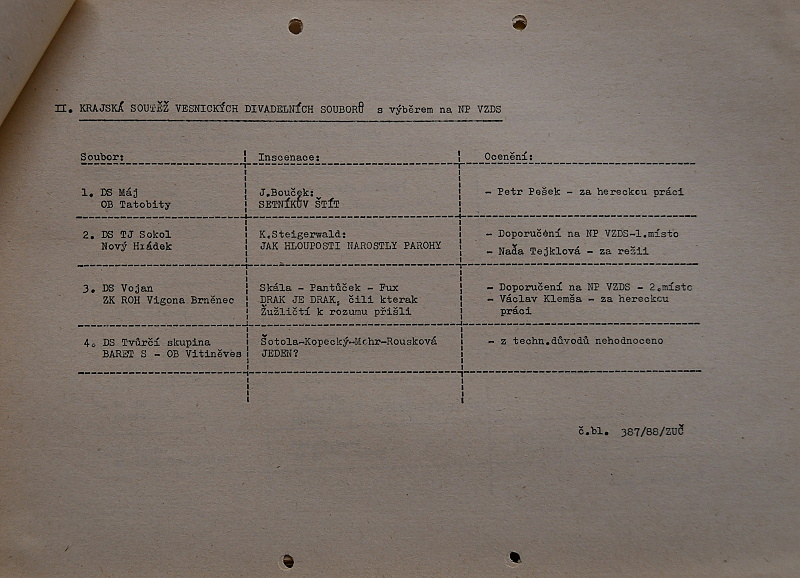 II. KRAJSKÁ SOUTĚŽ VESNICKÝCH DIVADELNÍCH SOUBORŮ s výběrem na NP VZDS
Soubor: Inscenace: Ocenění:
1. DS Máj J.Bouček: - Petr Pešek - za hereckou práci
OB Tatobity SETNÍKŮV ŠTÍT
2. DS TJ Sokol K.Steigerwald: - Doporučení na NP VZDS-1.místo
Nový Hrádek JAK HLOUPOSTI NAROSTLY PAROHY - Naďa Tejklová - za režii
3. DS Vojan Skála - Pantůček - Fux - Doporučení na NP VZDS - 2.místo
ZK ROH Vigona Brněnec DRAK JE DRAK, čili kterak - Václav Klemša - za hereckou
Žužličtí k rozumu přišli práci
4. DS Tvůrčí skupina Šotola-Kopecký-Mohr-Rousková - z techn.důvodů nehodnoceno
BARET S - OB Vitiněves JEDEN?
č.bl. 387/88/ZUČ